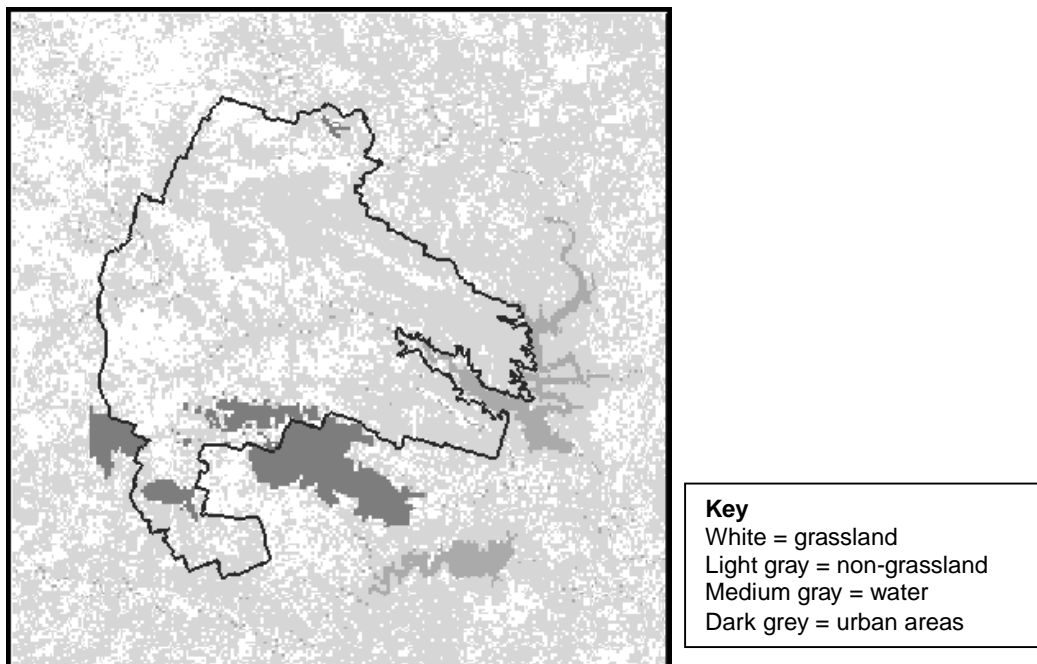 Key
White = grassland
Light gray = non-grassland
Medium gray = water
Dark grey = urban areas